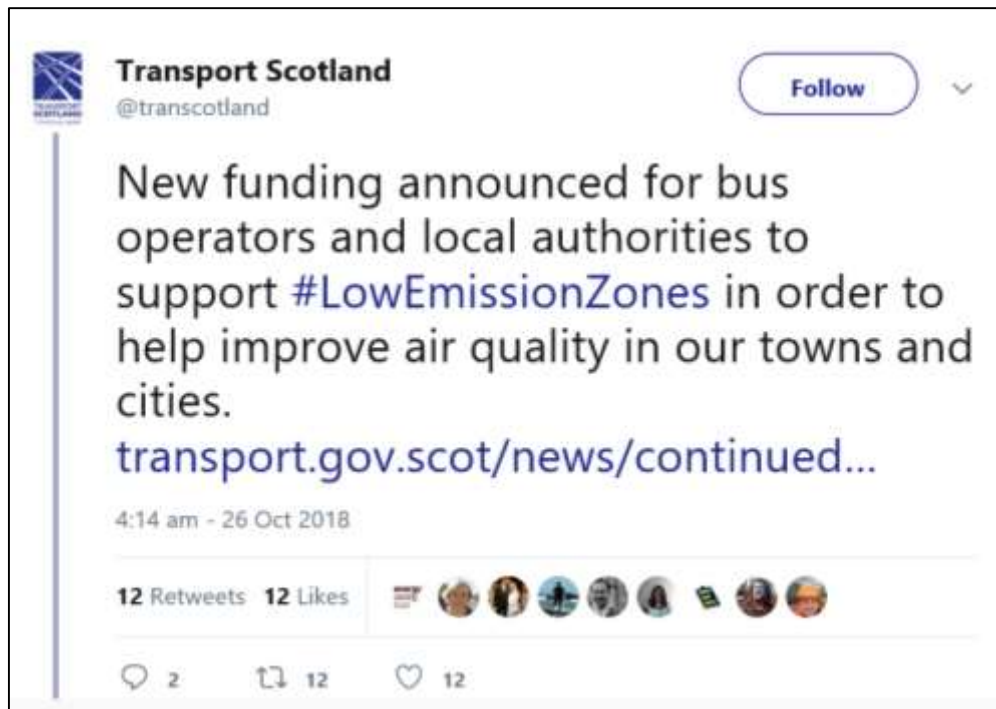 Transport Scotland
@transcotland
Follow
TRANSPORT
SCOTLAND
New funding announced for bus
operators and local authorities to
support #LowEmissionZones in order to
help improve air quality in our towns and
cities.
transport.gov.scot/news/continued...
4:14 am - 26 Oct 2018
12 Retweets 12 Likes
2 12 12